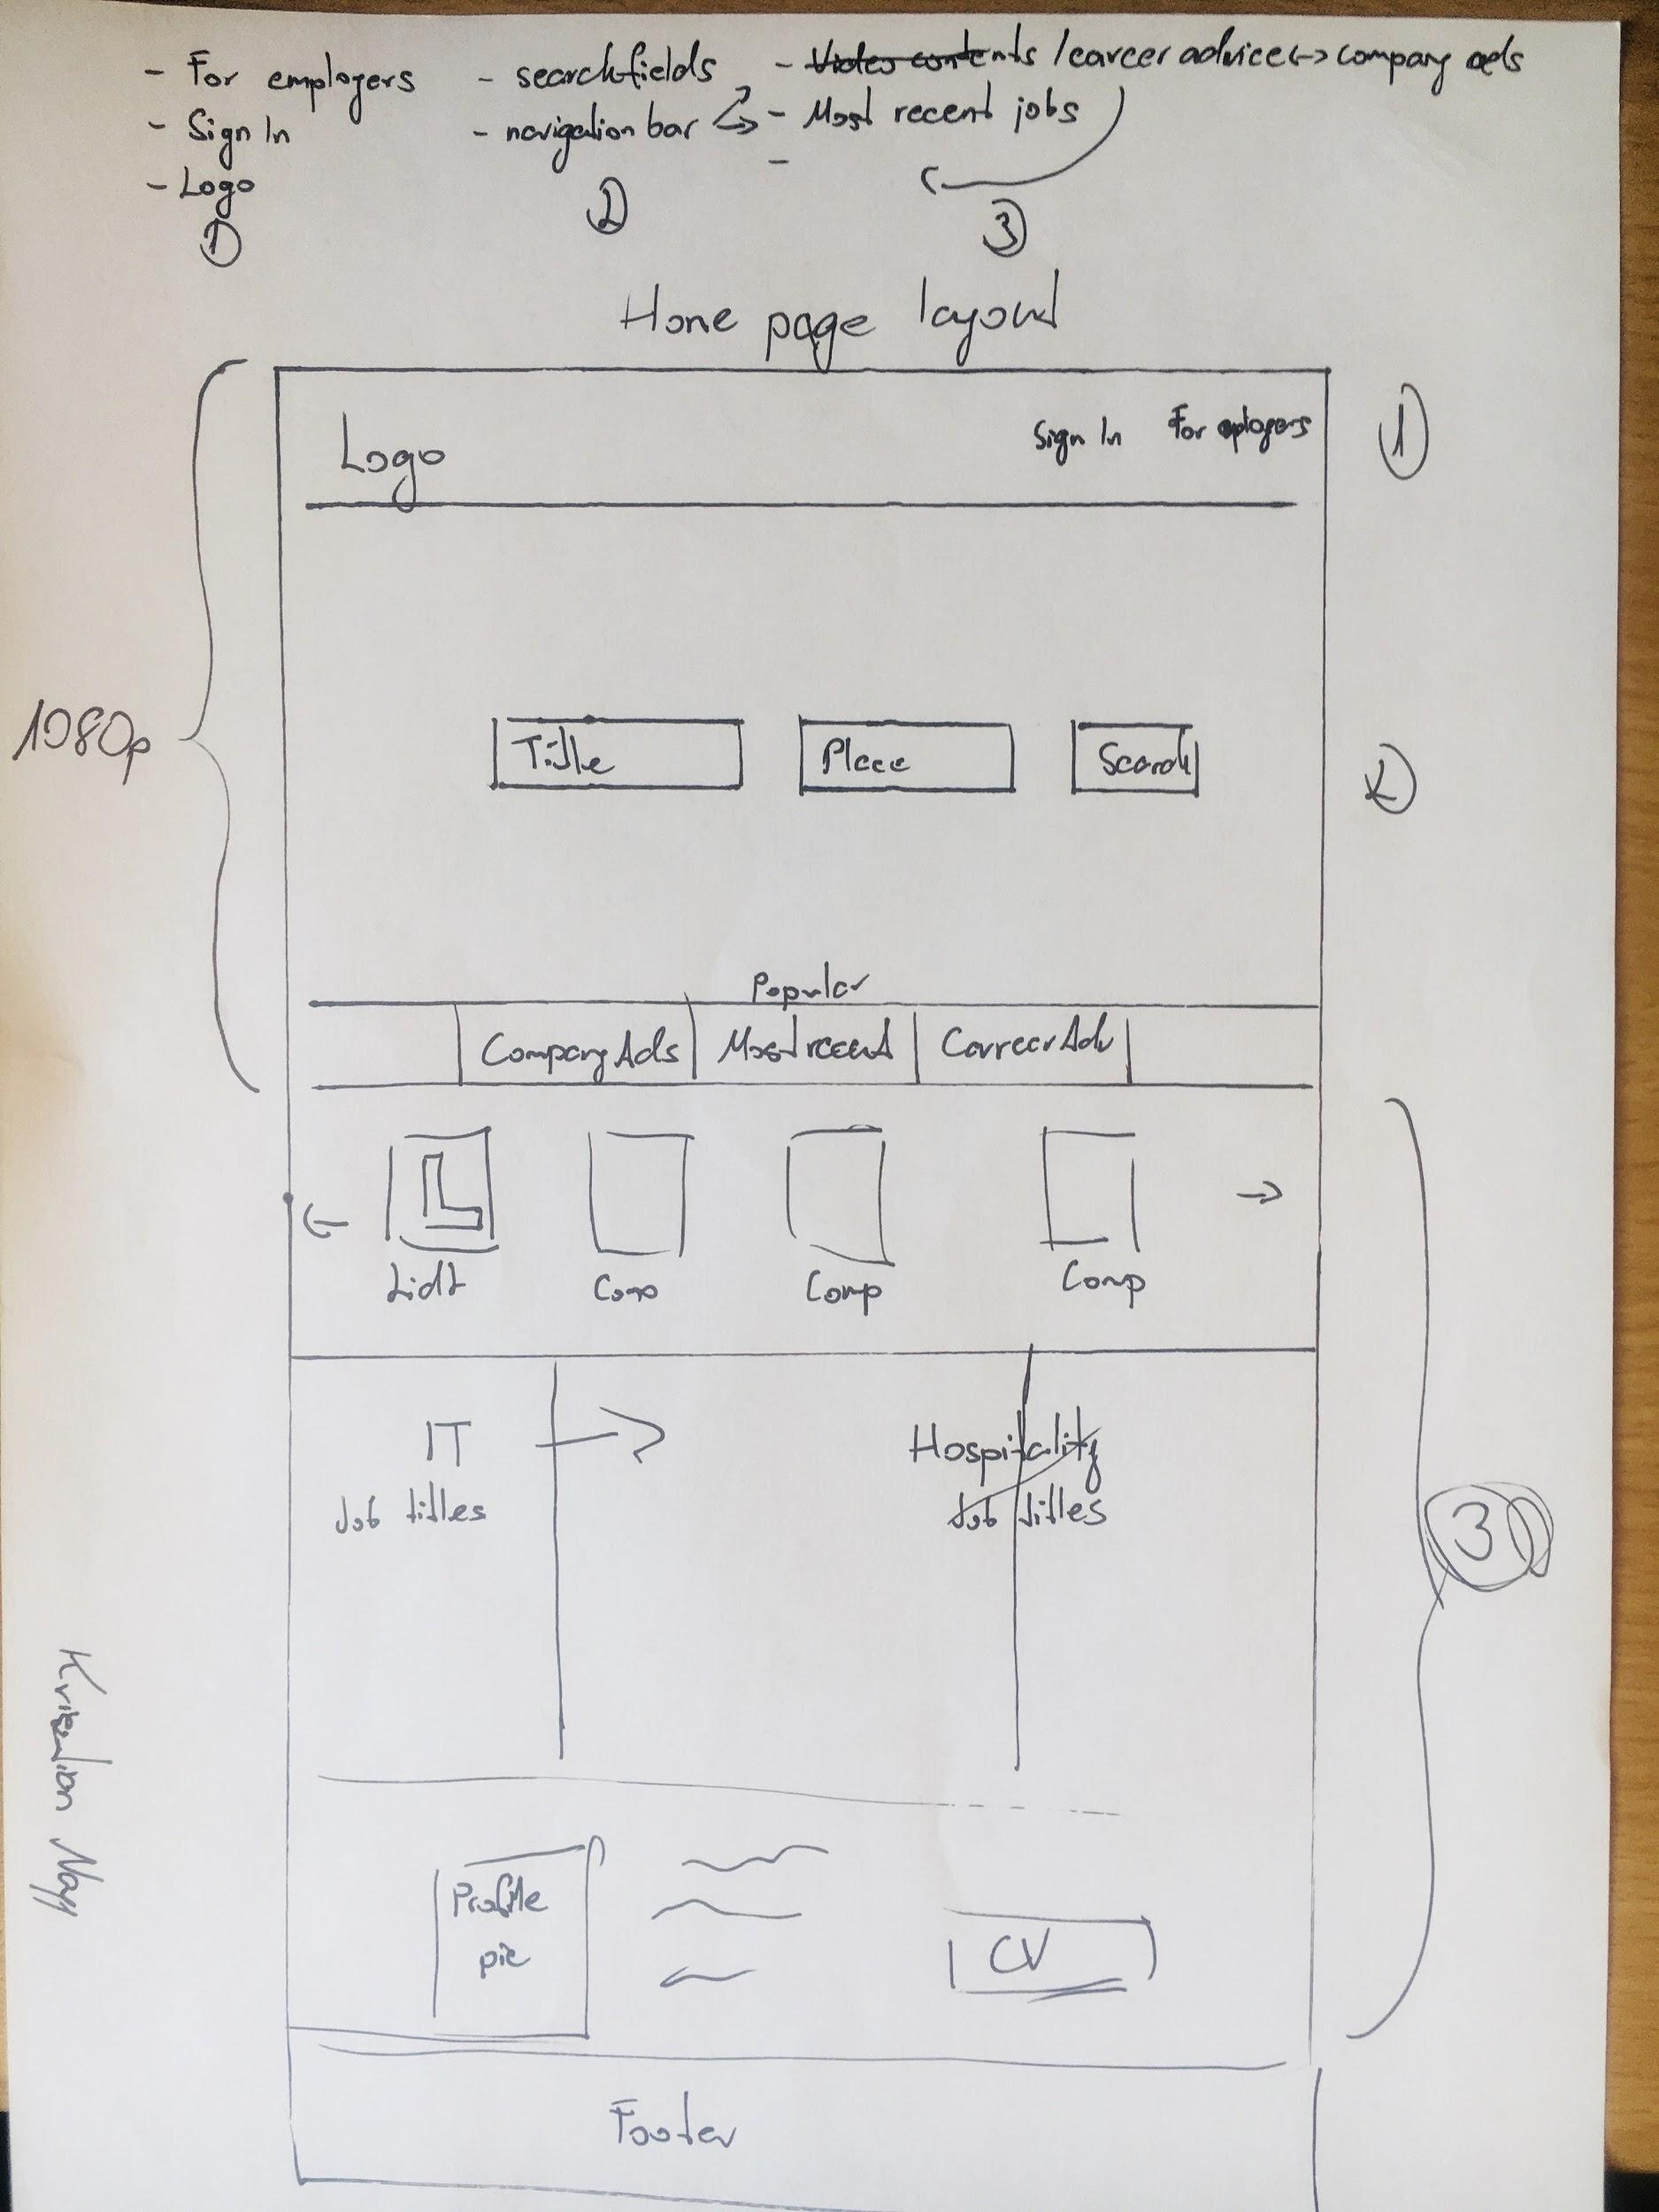 - For employers
- Sign In
- Logo
1
- searchfields
- navigation bar
2
- Video contents / career advice <-> company ads
- Most recent jobs
-
3
Home page layout
1080p
Logo
Sign In
For eployers
1
Title
Place
Search
2
Popular
Company Ads
Most recent
Career Adv
← →
L
Lidl
Comp
Comp
Comp
IT
Job titles
Hospitality
Job titles
3
Profile
pic
CV
Footer